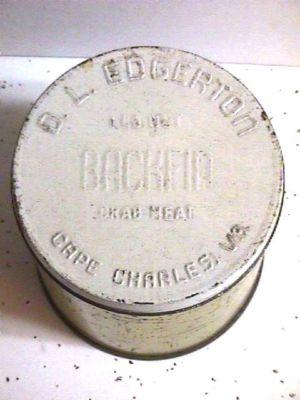 D. L. EDGERTON
BACKFIN
CRAB MEAT
CAPE CHARLES, VA.